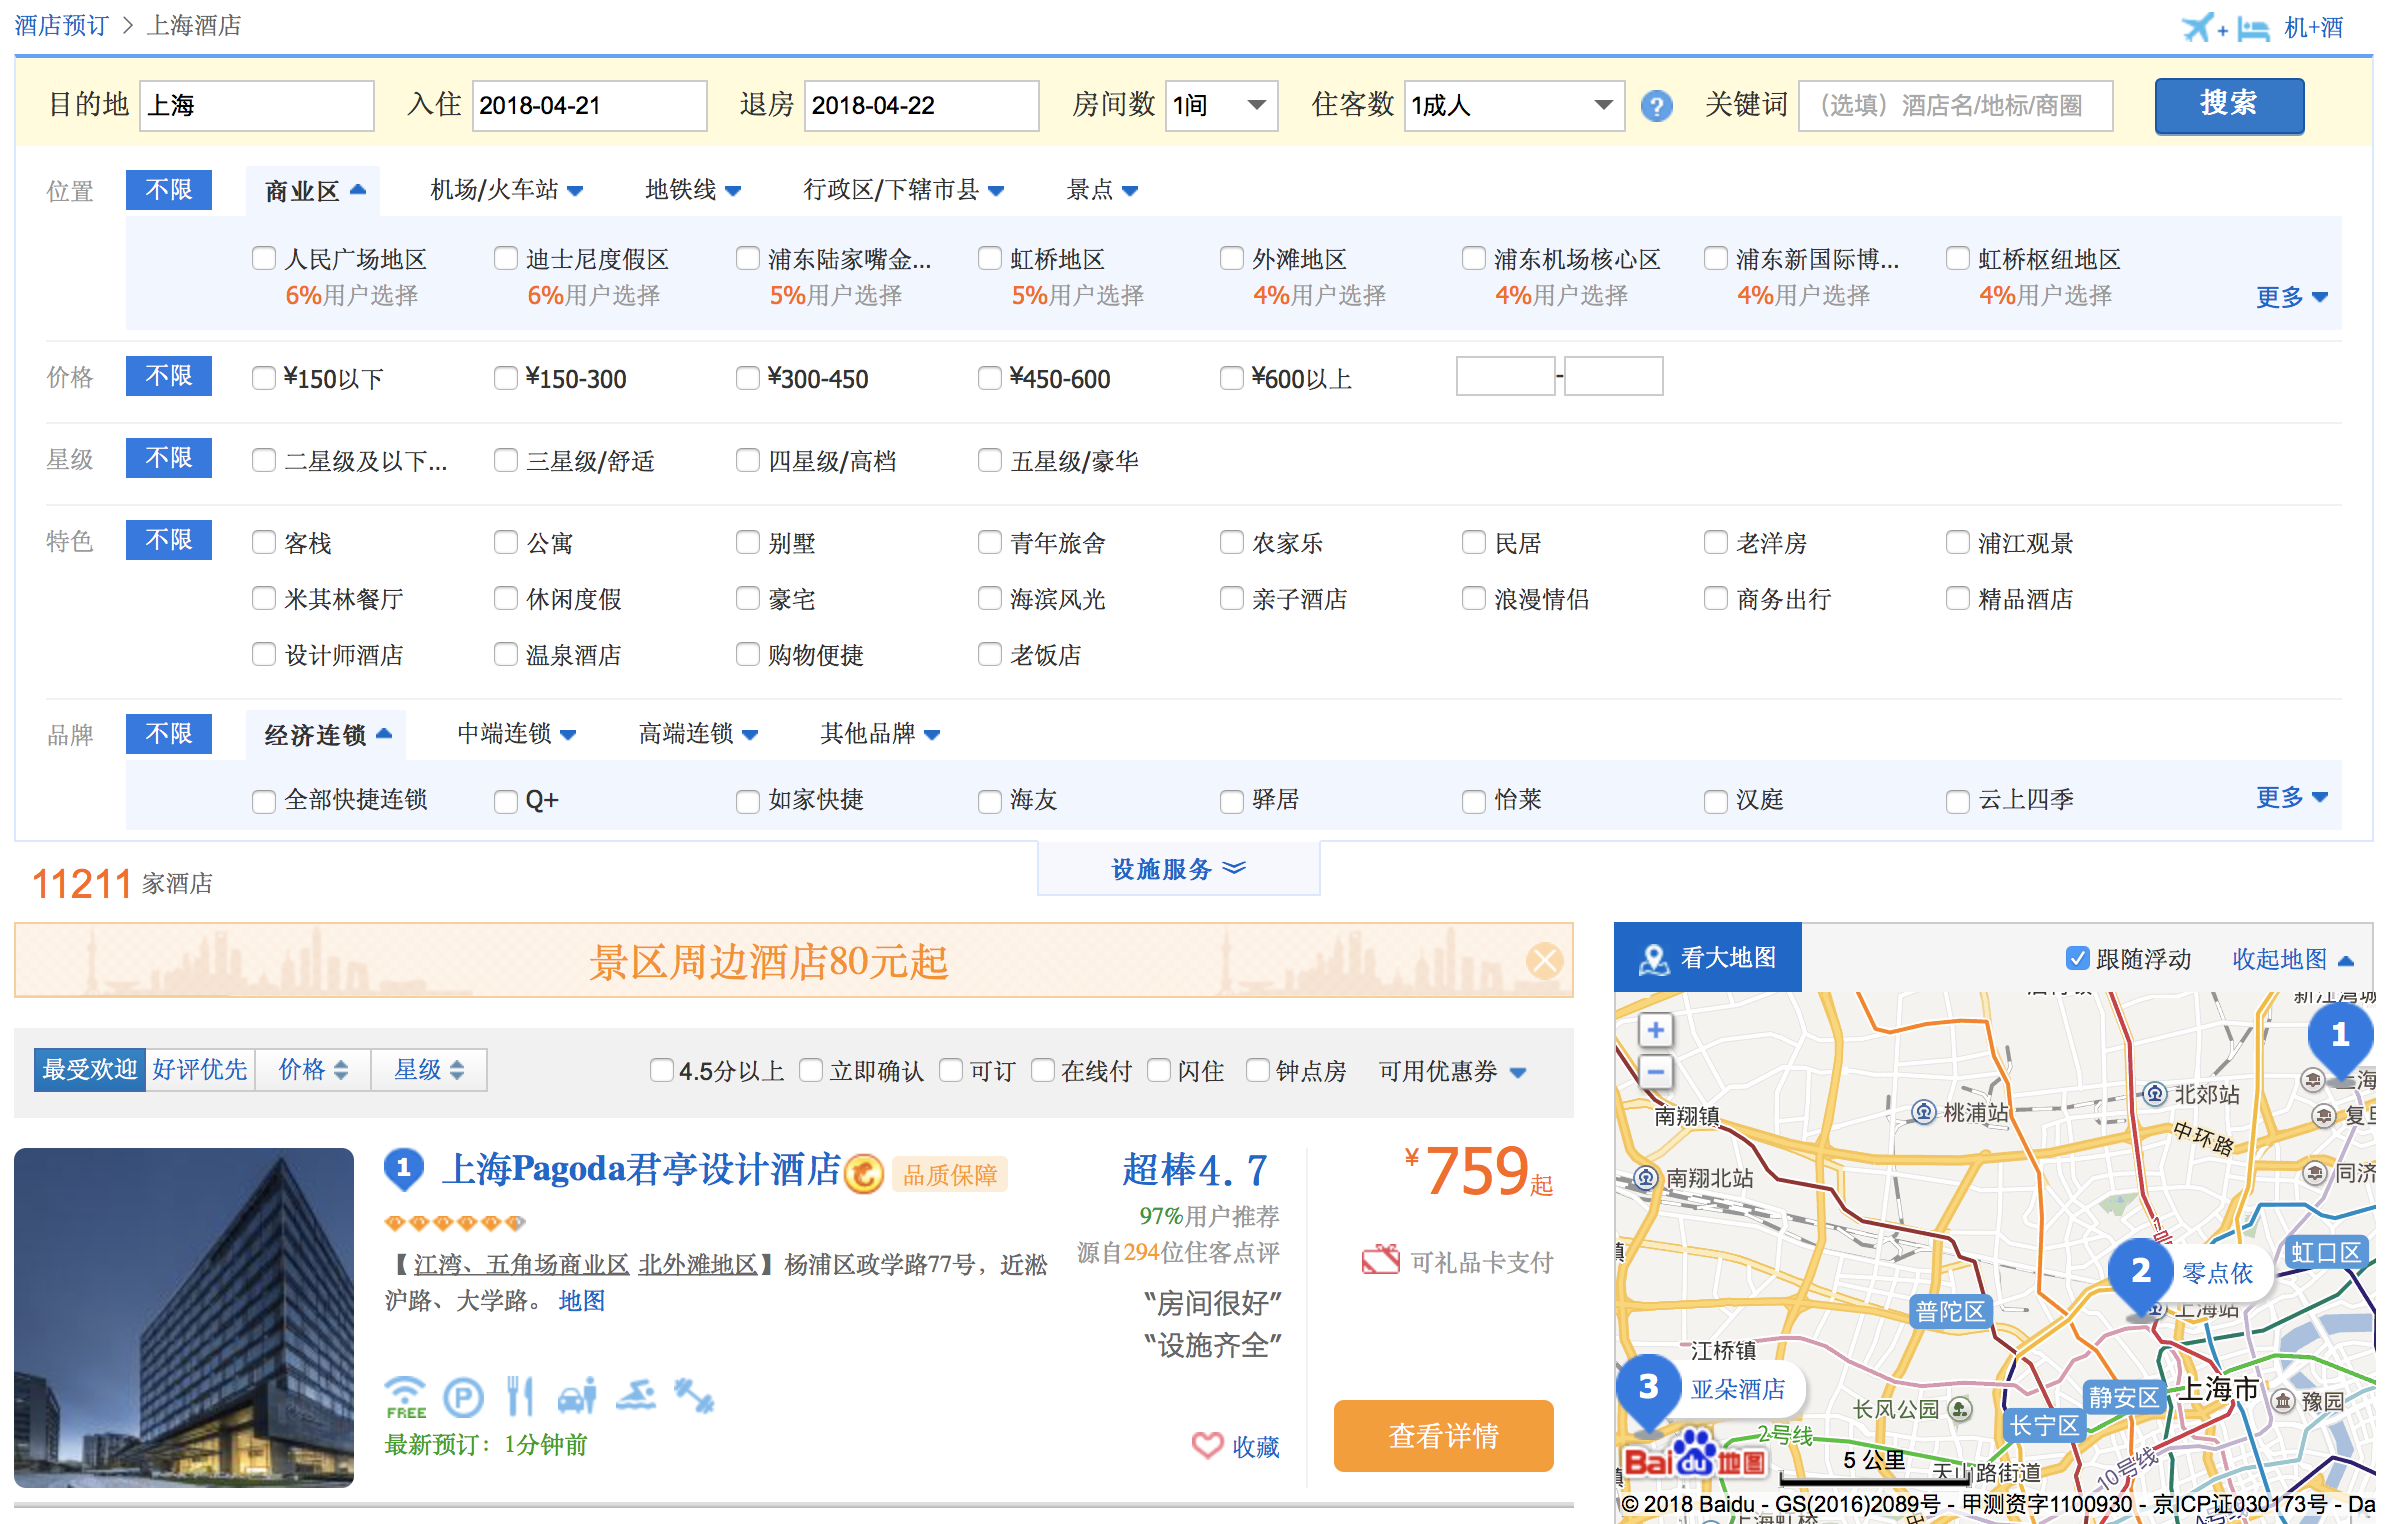 酒店预订 > 上海酒店
机+酒
目的地 上海 入住 2018-04-21 退房 2018-04-22 房间数 1间 住客数 1成人 ? 关键词 （选填）酒店名/地标/商圈 搜索
位置 不限 商业区 机场/火车站 地铁线 行政区/下辖市县 景点
人民广场地区 迪士尼度假区 浦东陆家嘴金... 虹桥地区 外滩地区 浦东机场核心区 浦东新国际博... 虹桥枢纽地区
6%用户选择 6%用户选择 5%用户选择 5%用户选择 4%用户选择 4%用户选择 4%用户选择 4%用户选择 更多
价格 不限 ¥150以下 ¥150-300 ¥300-450 ¥450-600 ¥600以上 -
星级 不限 二星级及以下... 三星级/舒适 四星级/高档 五星级/豪华
特色 不限 客栈 公寓 别墅 青年旅舍 农家乐 民居 老洋房 浦江观景
米其林餐厅 休闲度假 豪宅 海滨风光 亲子酒店 浪漫情侣 商务出行 精品酒店
设计师酒店 温泉酒店 购物便捷 老饭店
品牌 不限 经济连锁 中端连锁 高端连锁 其他品牌
全部快捷连锁 Q+ 如家快捷 海友 驿居 怡莱 汉庭 云上四季 更多
设施服务
11211 家酒店
景区周边酒店80元起
最受欢迎 好评优先 价格 星级 4.5分以上 立即确认 可订 在线付 闪住 钟点房 可用优惠券
1 上海Pagoda君亭设计酒店 品质保障
【 江湾、五角场商业区 北外滩地区】杨浦区政学路77号，近淞
沪路、大学路。 地图
P
FREE
最新预订：1分钟前
超棒4.7
97%用户推荐
源自294位住客点评
“房间很好”
“设施齐全”
收藏
¥759起
可礼品卡支付
查看详情
看大地图 跟随浮动 收起地图
新江湾城
+
1
−
北郊站
桃浦站
南翔镇
中环路
南翔北站
同济
1号
虹口区
2 零点依
上海站
普陀区
江桥镇
3 亚朵酒店
静安区
上海市
豫园
长风公园
长宁区
2号线
Bai du 地图
5 公里
天山路街道
10号线
© 2018 Baidu - GS(2016)2089号 - 甲测资字1100930 - 京ICP证030173号 - Da
上海虹桥